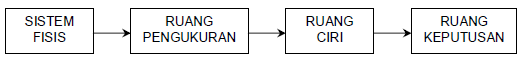 SISTEM
FISIS
RUANG
PENGUKURAN
RUANG
CIRI
RUANG
KEPUTUSAN